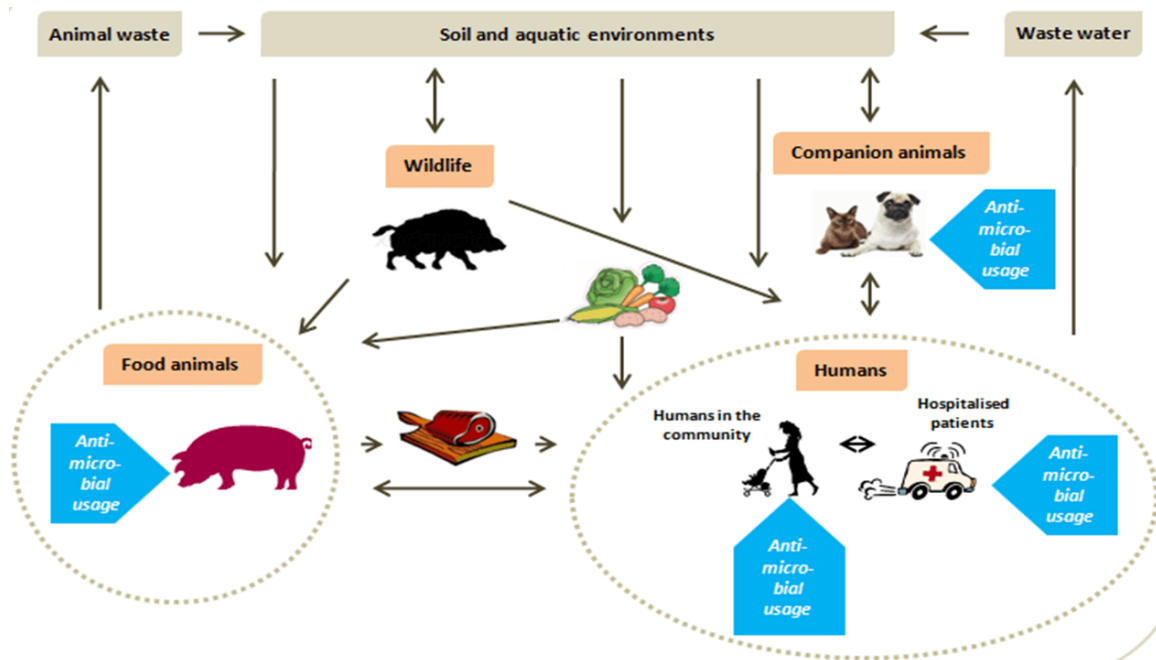 Animal waste
Soil and aquatic environments
Waste water
Wildlife
Companion animals
Anti-
micro-
bial
usage
Food animals
Humans
Anti-
micro-
bial
usage
Humans in the
community
Hospitalised
patients
Anti-
micro-
bial
usage
Anti-
micro-
bial
usage